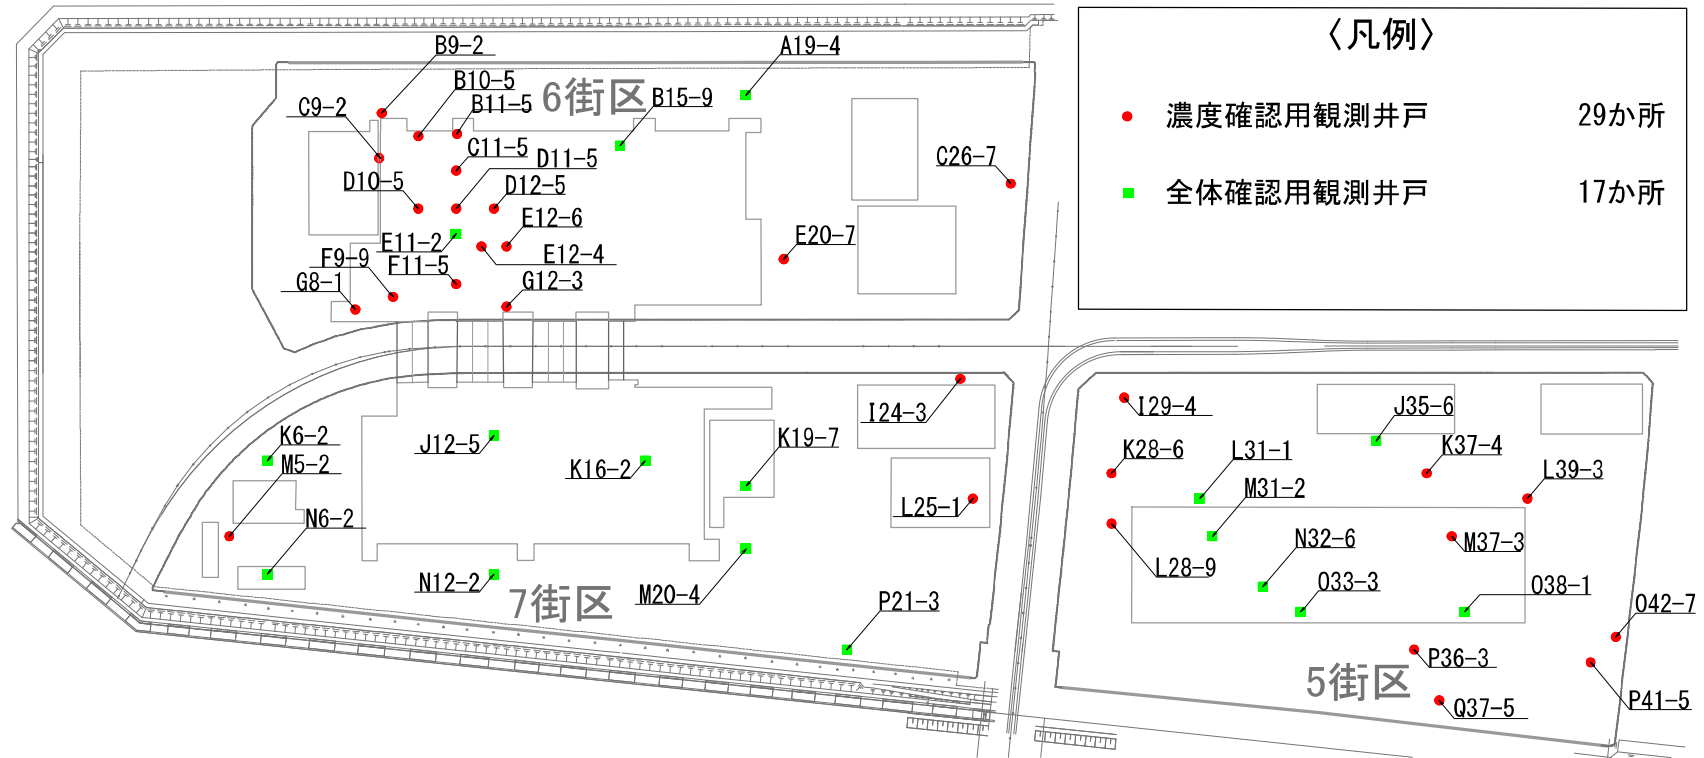 〈凡例〉
濃度確認用観測井戸 29か所
全体確認用観測井戸 17か所
6街区
B9-2
A19-4
B10-5
B11-5
B15-9
C9-2
C11-5
D11-5
C26-7
D10-5
D12-5
E12-6
E11-2
E20-7
E12-4
F9-9
F11-5
G8-1
G12-3
7街区
I24-3
K6-2
J12-5
K19-7
M5-2
K16-2
L25-1
N6-2
N12-2
M20-4
P21-3
5街区
I29-4
J35-6
K28-6
L31-1
K37-4
L39-3
M31-2
N32-6
M37-3
L28-9
O33-3
O38-1
O42-7
P36-3
P41-5
Q37-5